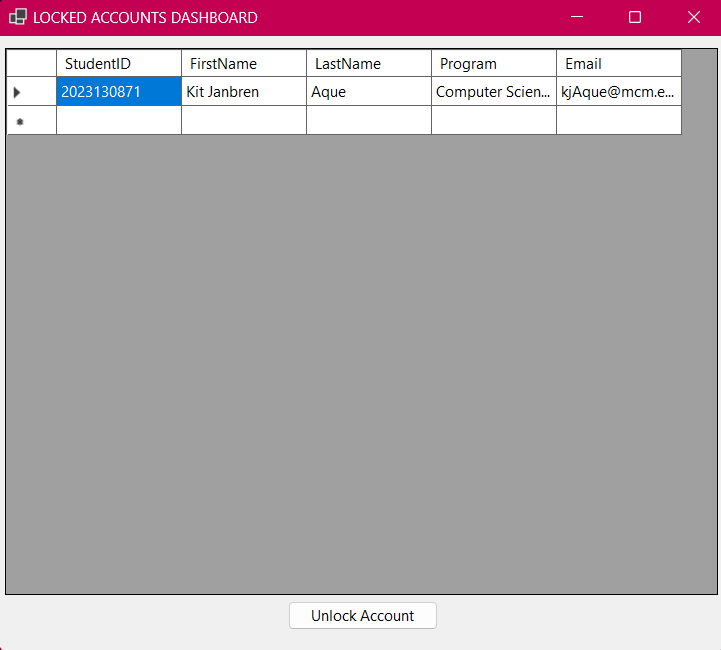 LOCKED ACCOUNTS DASHBOARD
StudentID FirstName LastName Program Email
2023130871 Kit Janbren Aque Computer Scien... kjAque@mcm.e...
Unlock Account